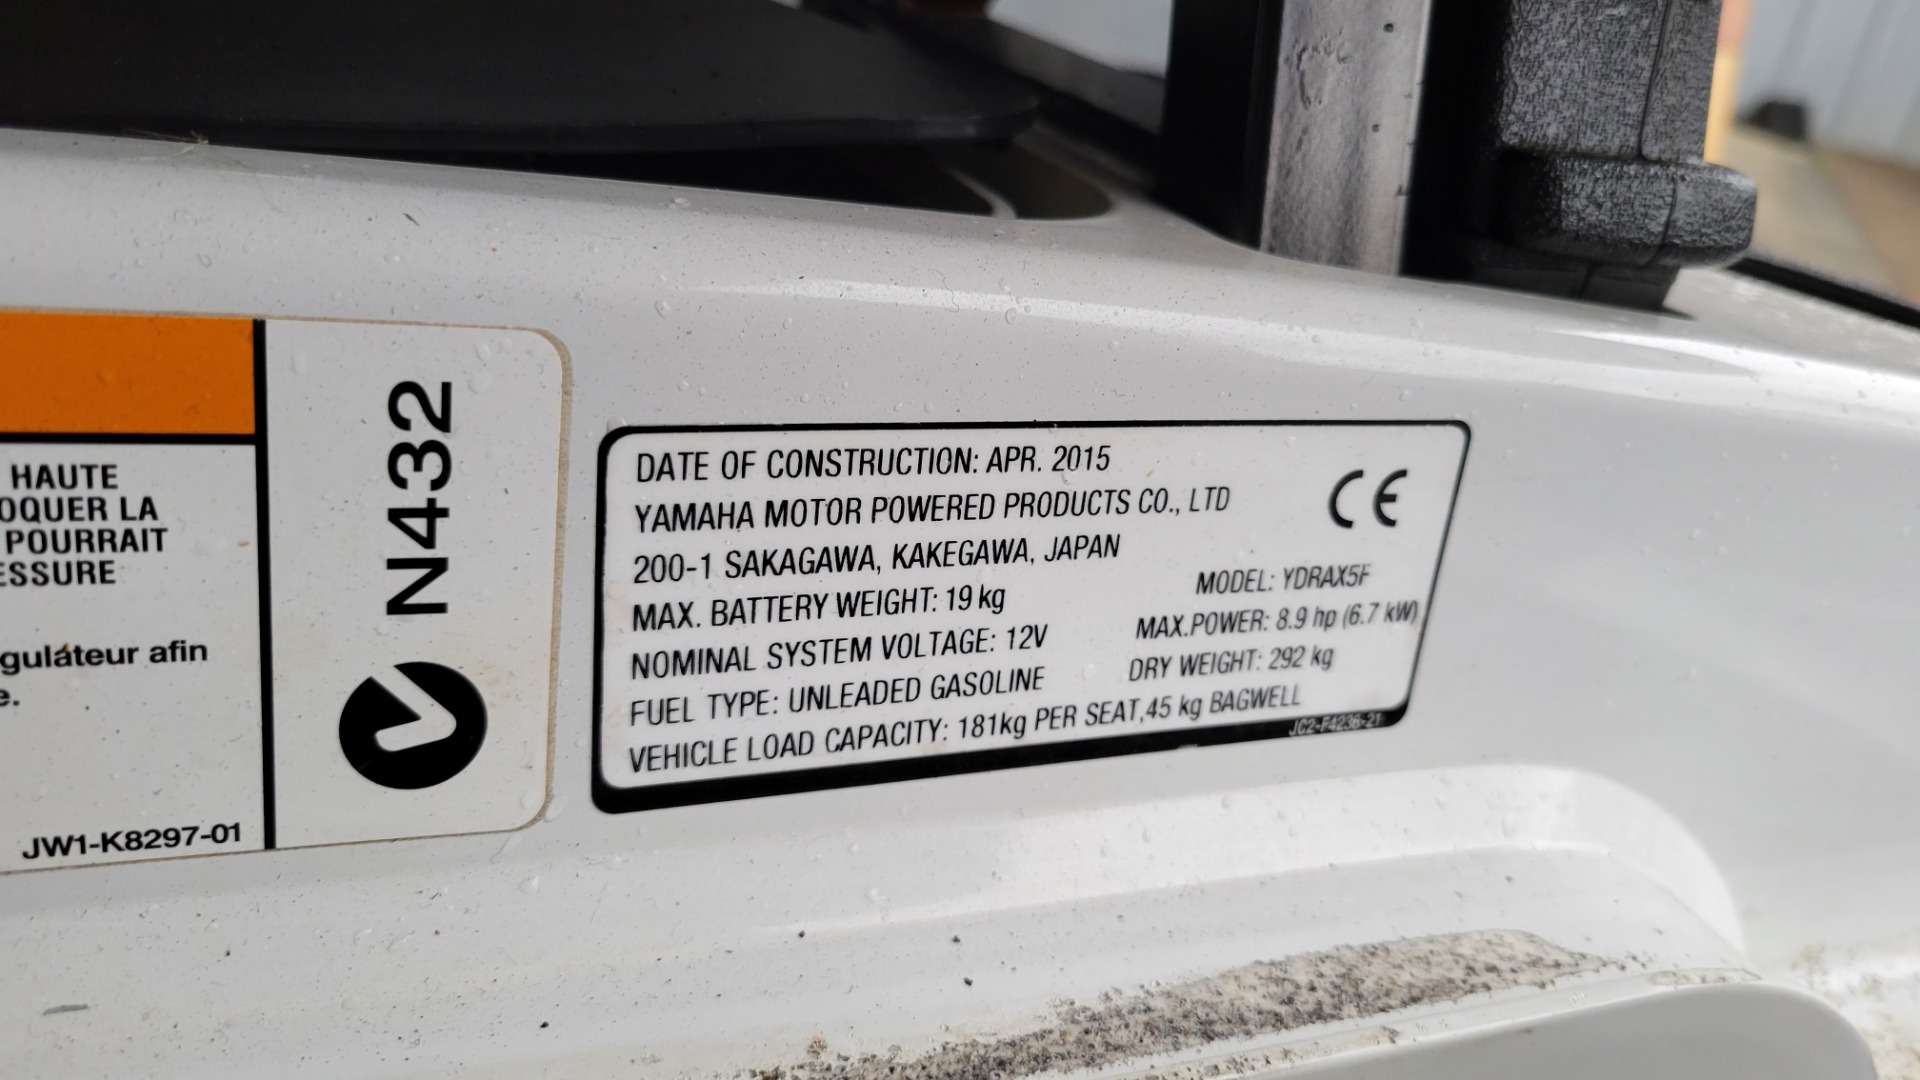 HAUTE
OQUER LA
POURRAIT
ESSURE
gulateur afin
e.
JW1-K8297-01
N432
DATE OF CONSTRUCTION: APR. 2015
YAMAHA MOTOR POWERED PRODUCTS CO., LTD
200-1 SAKAGAWA, KAKEGAWA, JAPAN
CE
MAX. BATTERY WEIGHT: 19 kg
MODEL: YDRAX5F
NOMINAL SYSTEM VOLTAGE: 12V
MAX.POWER: 8.9 hp (6.7 kW)
FUEL TYPE: UNLEADED GASOLINE
DRY WEIGHT: 292 kg
VEHICLE LOAD CAPACITY: 181kg PER SEAT,45 kg BAGWELL
JC2-F4236-21